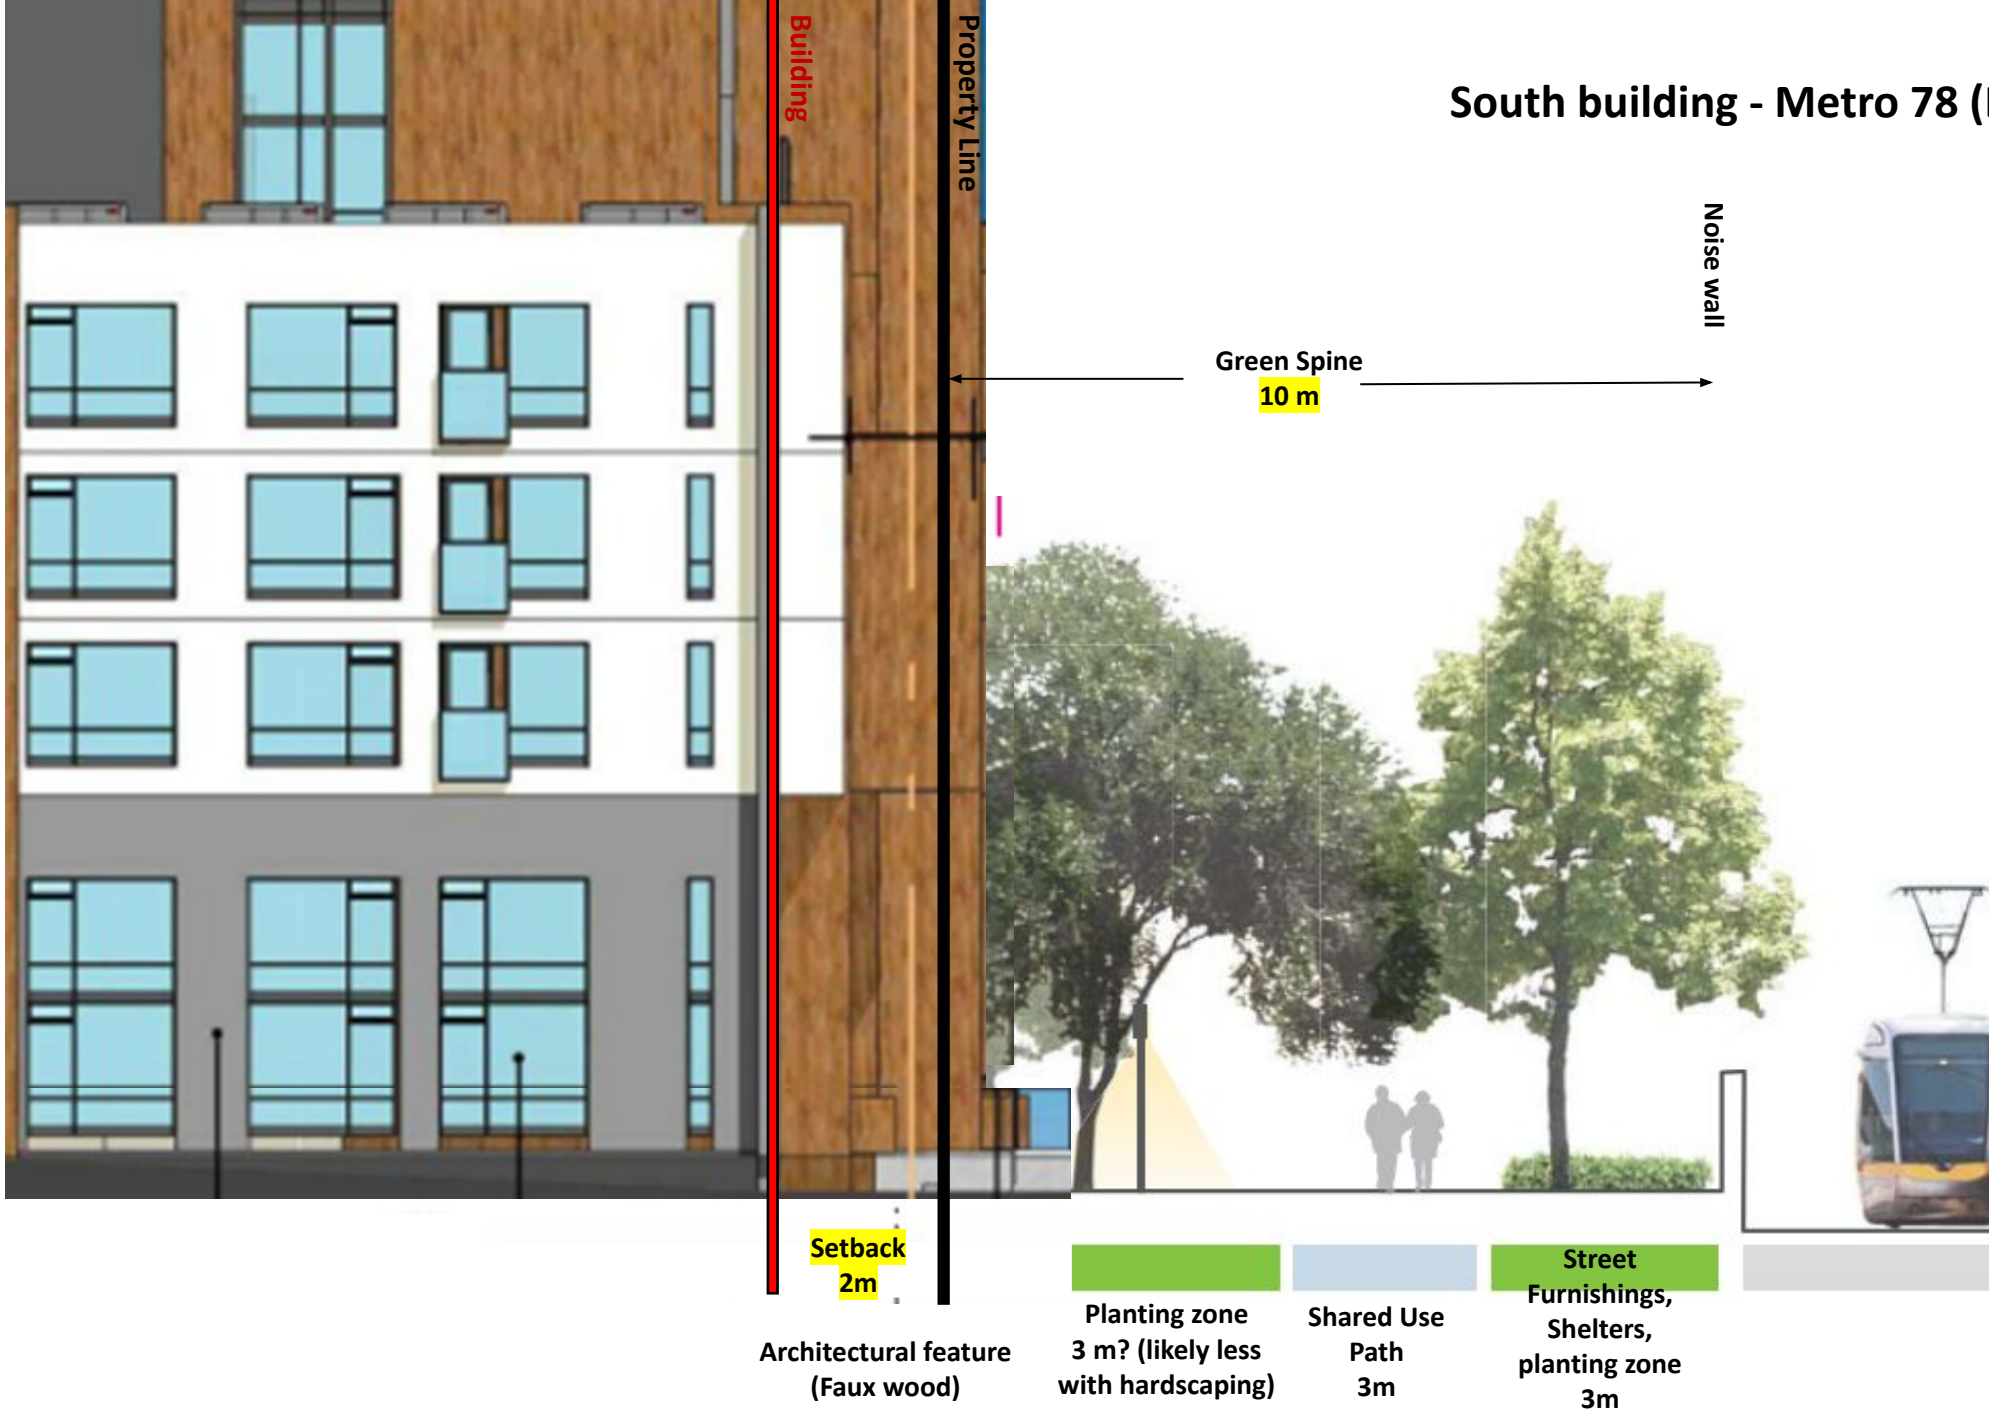 Building
Property Line
South building - Metro 78 (
Noise wall
Green Spine
10 m
Setback
2m
Architectural feature
(Faux wood)
Planting zone
3 m? (likely less
with hardscaping)
Shared Use
Path
3m
Street
Furnishings,
Shelters,
planting zone
3m